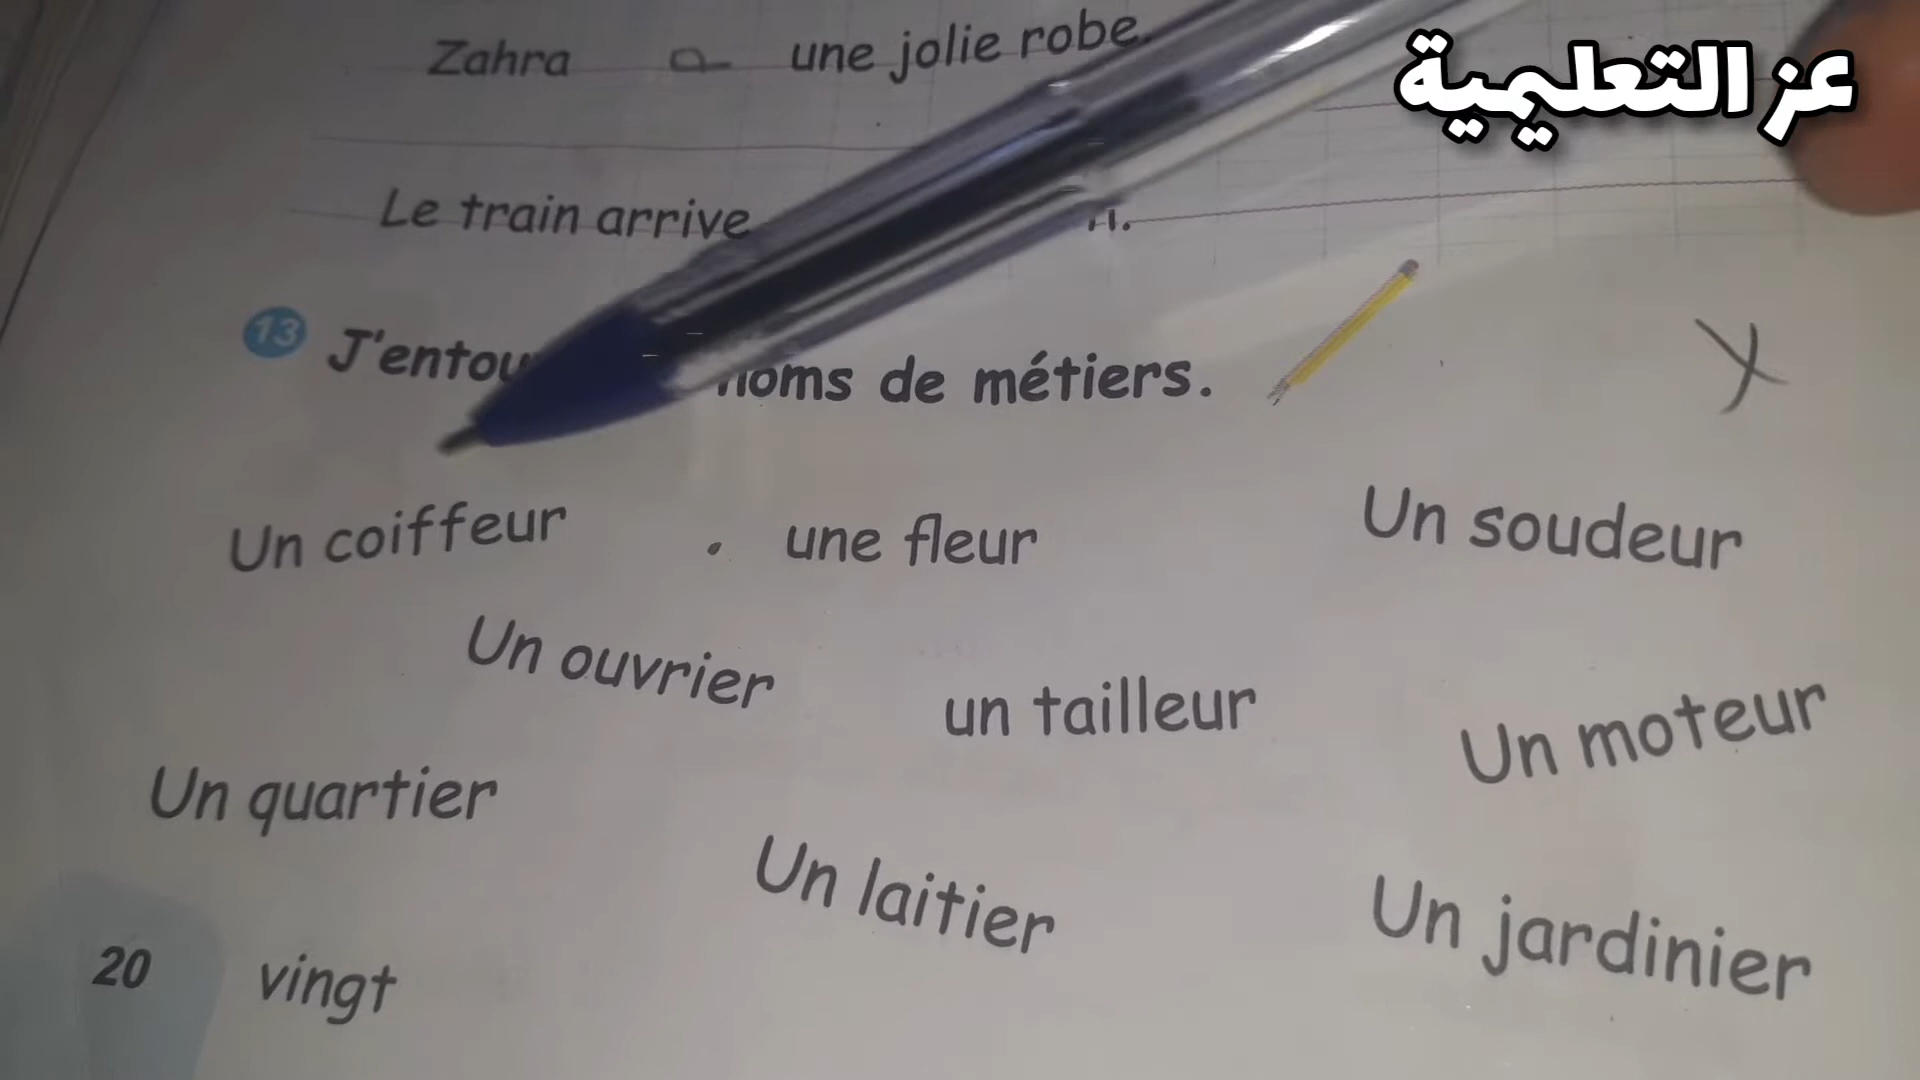 عز التعليمية
Zahra a une jolie robe.
Le train arrive
13 J'entou noms de métiers.
Un coiffeur une fleur Un soudeur
Un ouvrier un tailleur Un moteur
Un quartier Un laitier Un jardinier
20 vingt